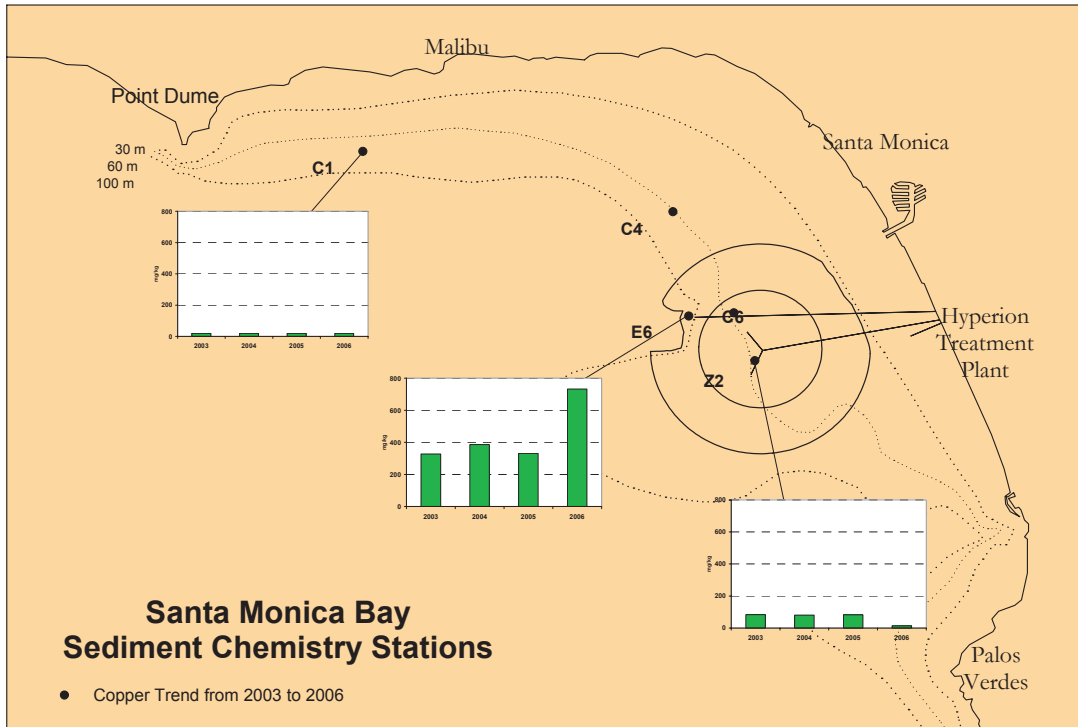 Malibu
Point Dume
30 m
60 m
100 m
C1
Santa Monica
C4
E6
C6
Z2
Hyperion
Treatment
Plant
800
600
400
200
0
mg/kg
2003 2004 2005 2006
800
600
400
200
0
mg/kg
2003 2004 2005 2006
800
600
400
200
0
mg/kg
2003 2004 2005 2006
Santa Monica Bay
Sediment Chemistry Stations
Copper Trend from 2003 to 2006
Palos
Verdes